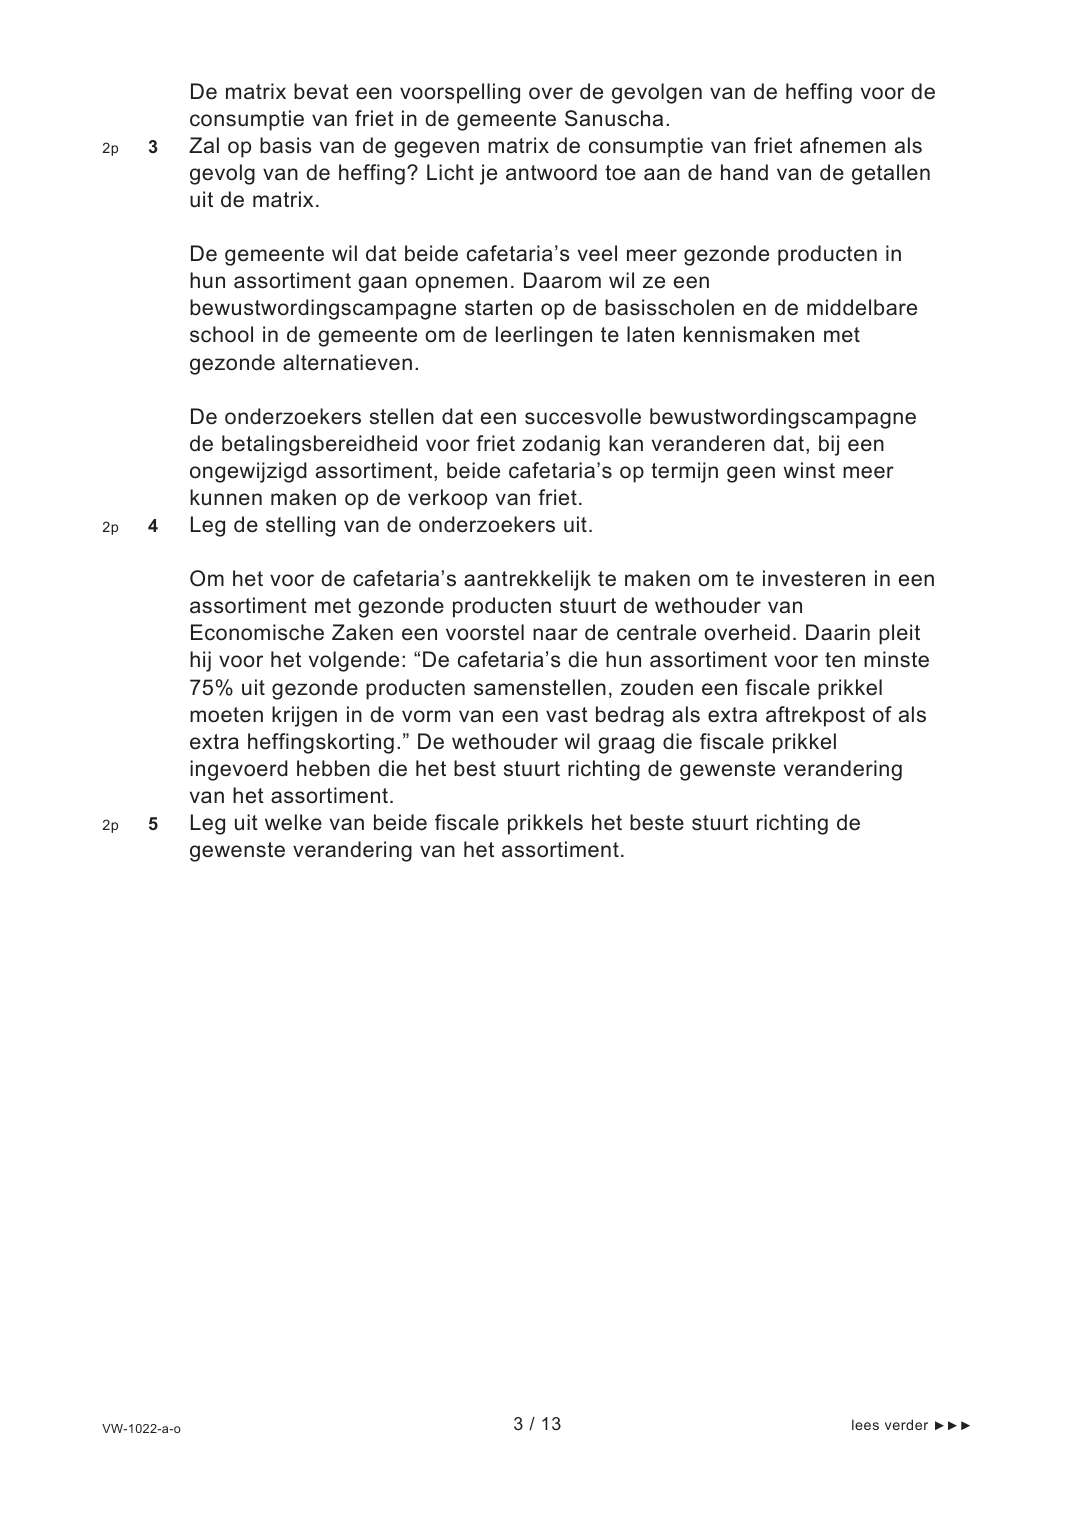 De matrix bevat een voorspelling over de gevolgen van de heffing voor de
consumptie van friet in de gemeente Sanuscha.
2p 3 Zal op basis van de gegeven matrix de consumptie van friet afnemen als
gevolg van de heffing? Licht je antwoord toe aan de hand van de getallen
uit de matrix.
De gemeente wil dat beide cafetaria’s veel meer gezonde producten in
hun assortiment gaan opnemen. Daarom wil ze een
bewustwordingscampagne starten op de basisscholen en de middelbare
school in de gemeente om de leerlingen te laten kennismaken met
gezonde alternatieven.
De onderzoekers stellen dat een succesvolle bewustwordingscampagne
de betalingsbereidheid voor friet zodanig kan veranderen dat, bij een
ongewijzigd assortiment, beide cafetaria’s op termijn geen winst meer
kunnen maken op de verkoop van friet.
2p 4 Leg de stelling van de onderzoekers uit.
Om het voor de cafetaria’s aantrekkelijk te maken om te investeren in een
assortiment met gezonde producten stuurt de wethouder van
Economische Zaken een voorstel naar de centrale overheid. Daarin pleit
hij voor het volgende: “De cafetaria’s die hun assortiment voor ten minste
75% uit gezonde producten samenstellen, zouden een fiscale prikkel
moeten krijgen in de vorm van een vast bedrag als extra aftrekpost of als
extra heffingskorting.” De wethouder wil graag die fiscale prikkel
ingevoerd hebben die het best stuurt richting de gewenste verandering
van het assortiment.
2p 5 Leg uit welke van beide fiscale prikkels het beste stuurt richting de
gewenste verandering van het assortiment.
VW-1022-a-o 3 / 13 lees verder ►►►